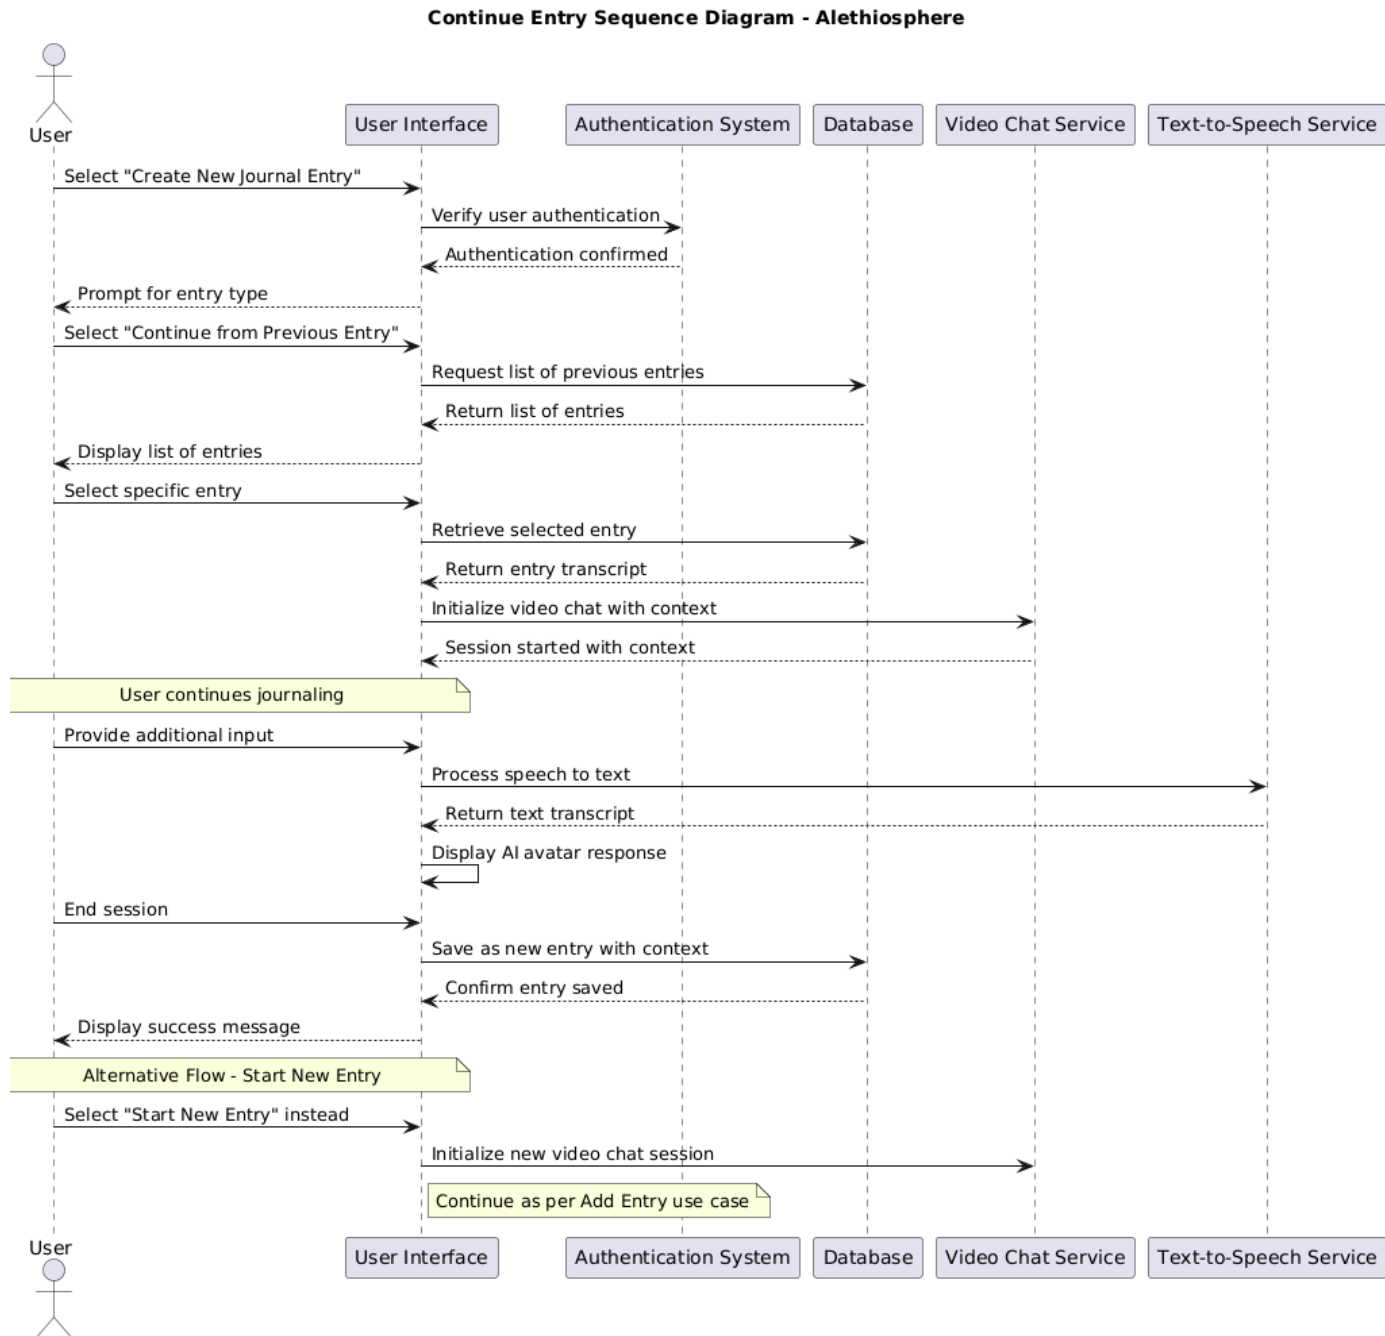 Continue Entry Sequence Diagram - Alethiosphere
User
User Interface
Authentication System
Database
Video Chat Service
Text-to-Speech Service
Select "Create New Journal Entry"
Verify user authentication
Authentication confirmed
Prompt for entry type
Select "Continue from Previous Entry"
Request list of previous entries
Return list of entries
Display list of entries
Select specific entry
Retrieve selected entry
Return entry transcript
Initialize video chat with context
Session started with context
User continues journaling
Provide additional input
Process speech to text
Return text transcript
Display AI avatar response
End session
Save as new entry with context
Confirm entry saved
Display success message
Alternative Flow - Start New Entry
Select "Start New Entry" instead
Initialize new video chat session
Continue as per Add Entry use case
User
User Interface
Authentication System
Database
Video Chat Service
Text-to-Speech Service